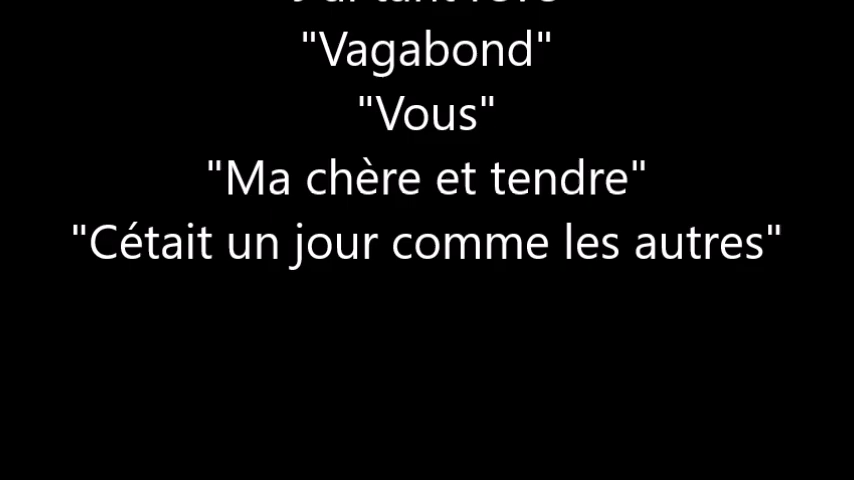 "Vagabond"
"Vous"
"Ma chère et tendre"
"Cétait un jour comme les autres"